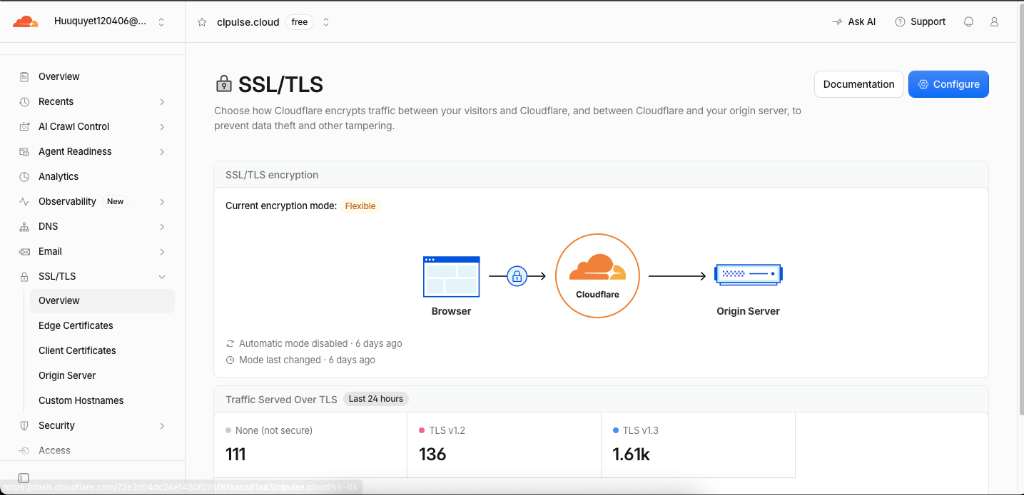 Huuquyet120406@...
clpulse.cloud free
Ask AI
Support
Overview
Recents
AI Crawl Control
Agent Readiness
Analytics
Observability New
DNS
Email
SSL/TLS
Overview
Edge Certificates
Client Certificates
Origin Server
Custom Hostnames
Security
Access
SSL/TLS
Documentation
Configure
Choose how Cloudflare encrypts traffic between your visitors and Cloudflare, and between Cloudflare and your origin server, to
prevent data theft and other tampering.
SSL/TLS encryption
Current encryption mode: Flexible
Browser
Cloudflare
Origin Server
Automatic mode disabled · 6 days ago
Mode last changed · 6 days ago
Traffic Served Over TLS Last 24 hours
None (not secure)
111
TLS v1.2
136
TLS v1.3
1.61k